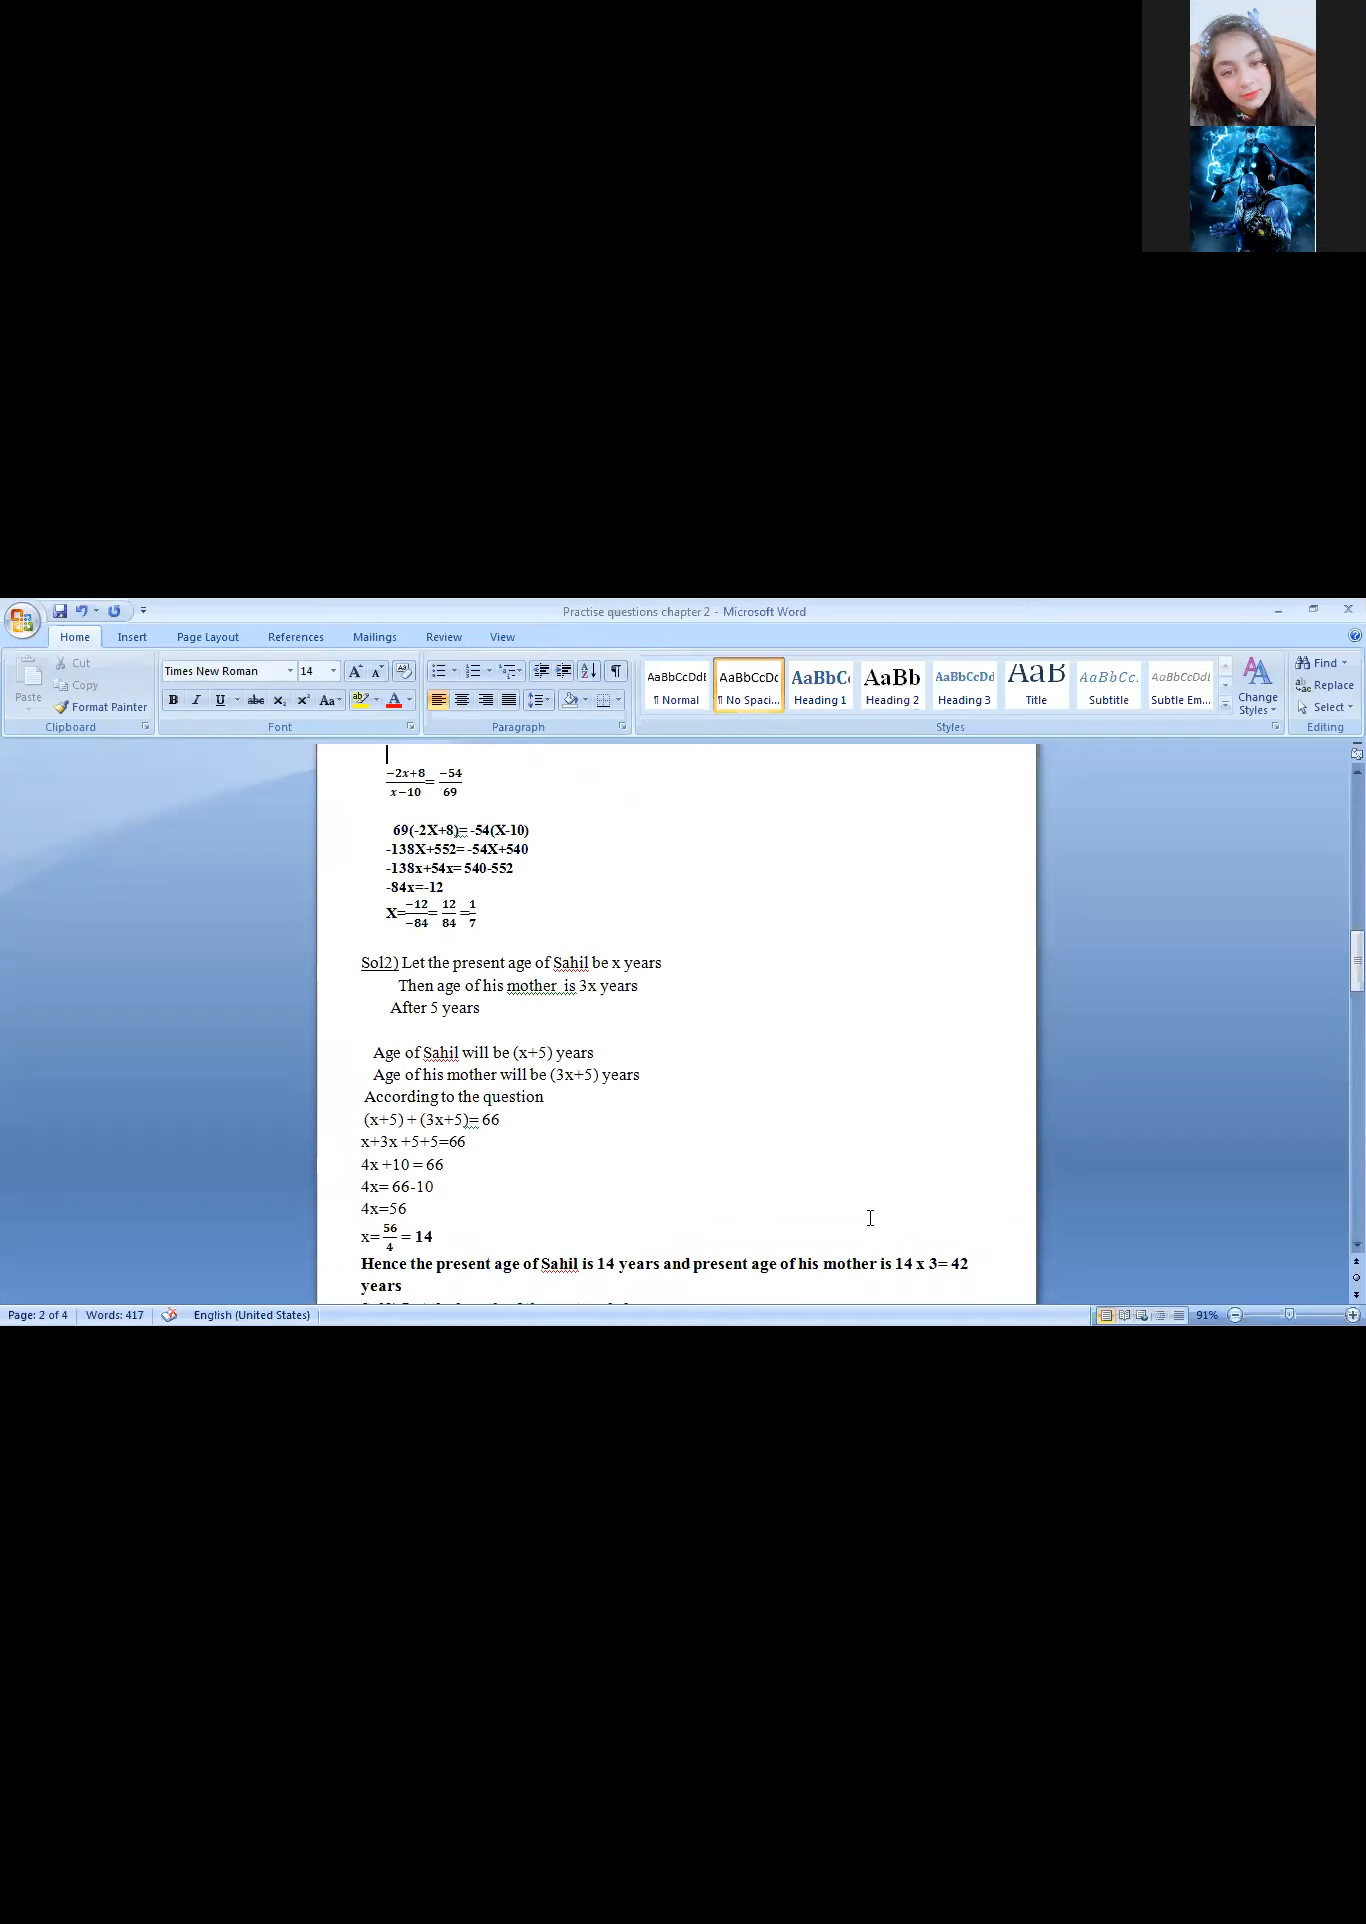 Practise questions chapter 2 - Microsoft Word
Home Insert Page Layout References Mailings Review View
Paste Cut
Copy
Format Painter
Clipboard
Times New Roman 14
B I U abc x₂ x² Aa
Font
Paragraph
AaBbCcDdE AaBbCcDc AaBbC AaBb AaBbCcDd AaB AaBbCc. AaBbCcDdL
¶ Normal ¶ No Spaci... Heading 1 Heading 2 Heading 3 Title Subtitle Subtle Em...
Change Styles
Styles
Find
Replace
Select
Editing
−2x+8/x−10 = −54/69
69(-2X+8)= -54(X-10)
-138X+552= -54X+540
-138x+54x= 540-552
-84x=-12
X= −12/−84 = 12/84 = 1/7
Sol2) Let the present age of Sahil be x years
Then age of his mother is 3x years
After 5 years
Age of Sahil will be (x+5) years
Age of his mother will be (3x+5) years
According to the question
(x+5) + (3x+5)= 66
x+3x +5+5=66
4x +10 = 66
4x= 66-10
4x=56
x= 56/4 = 14
Hence the present age of Sahil is 14 years and present age of his mother is 14 x 3= 42
years
Page: 2 of 4 Words: 417 English (United States) 91%